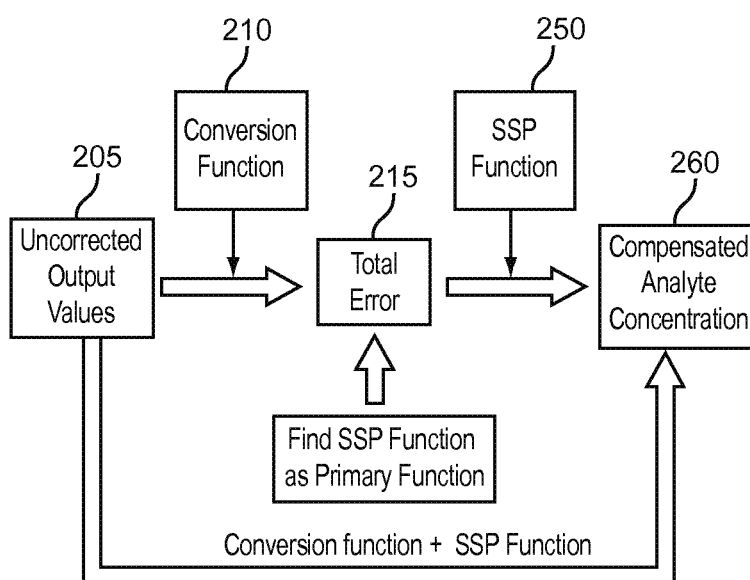 210
250
Conversion
Function
SSP
Function
205
215
260
Uncorrected
Output
Values
Total
Error
Compensated
Analyte
Concentration
Find SSP Function
as Primary Function
Conversion function + SSP Function